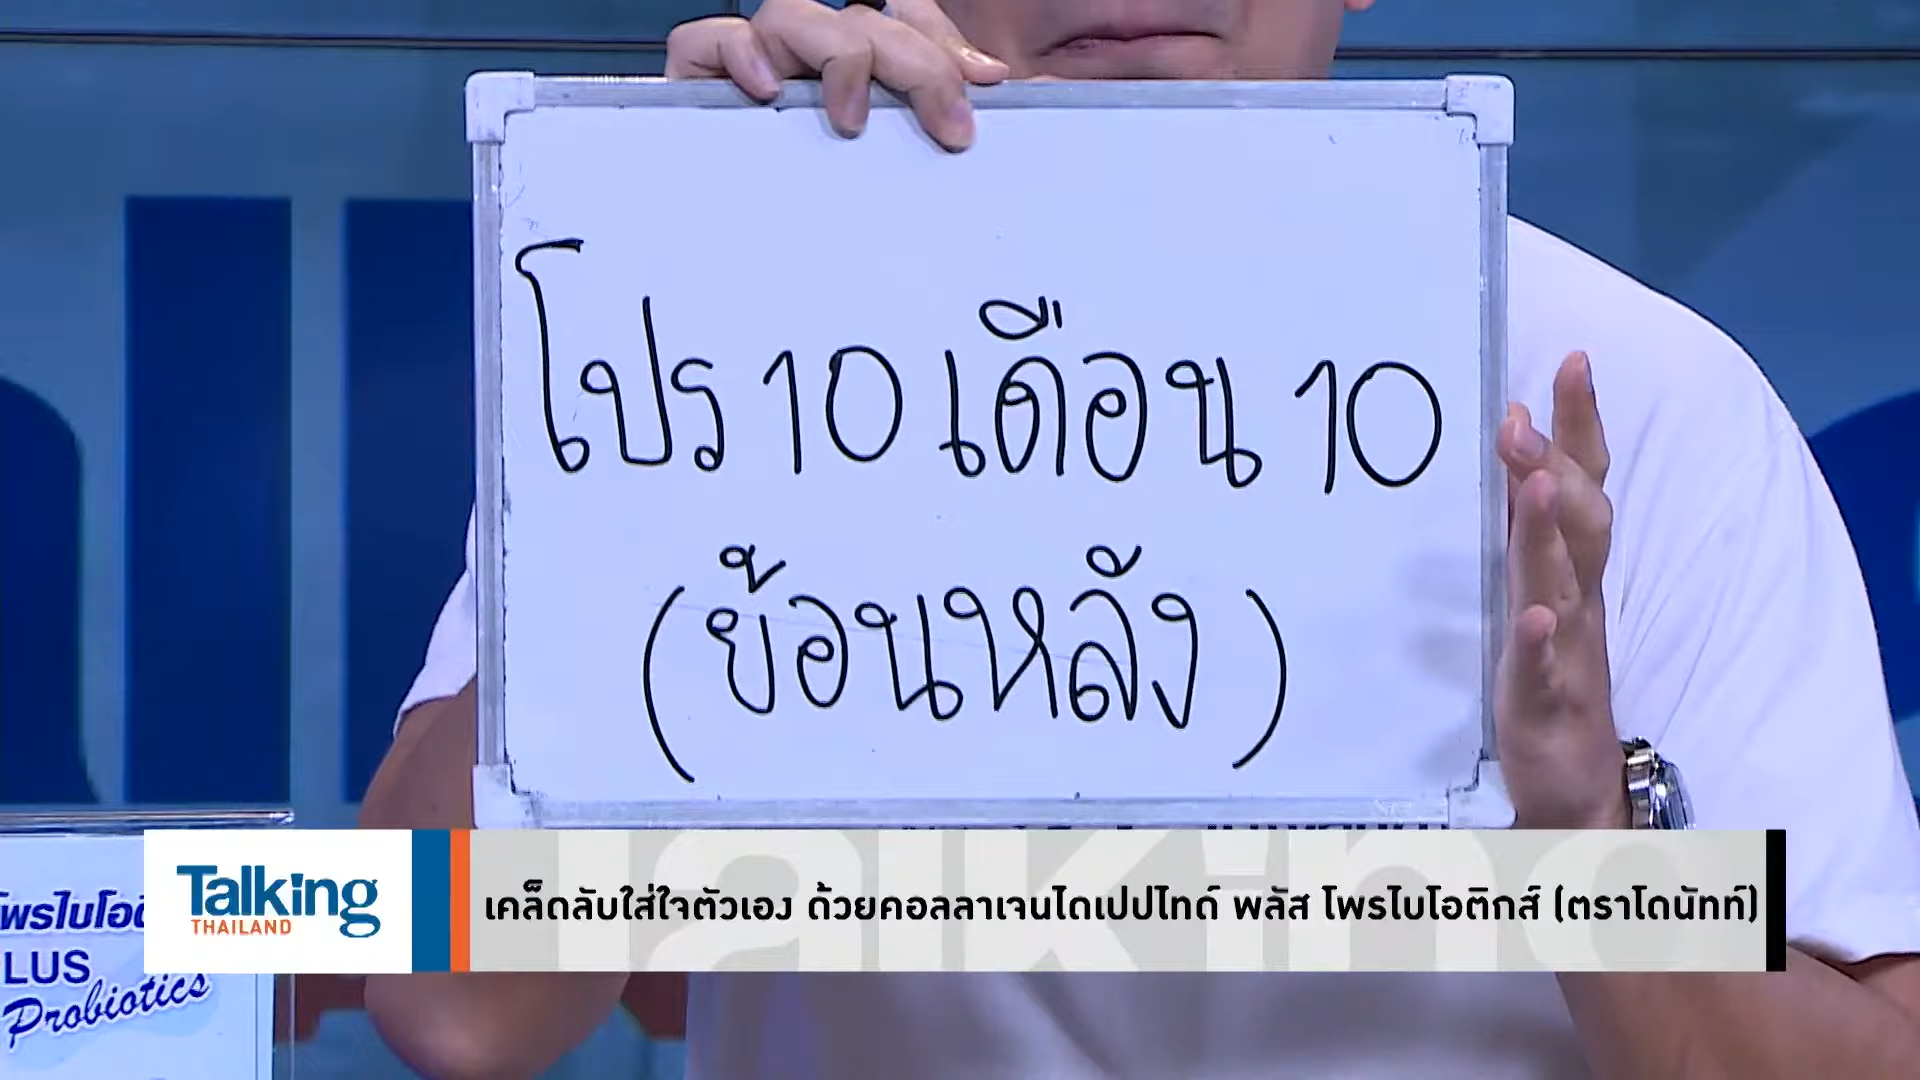 โปร 10 เดือน 10
(ย้อนหลัง)
Talking
THAILAND
เคล็ดลับใส่ใจตัวเอง ด้วยคอลลาเจนไดเปปไทด์ พลัส โพรไบโอติกส์ (ตราโดนัทท์)
LUS
Probiotics